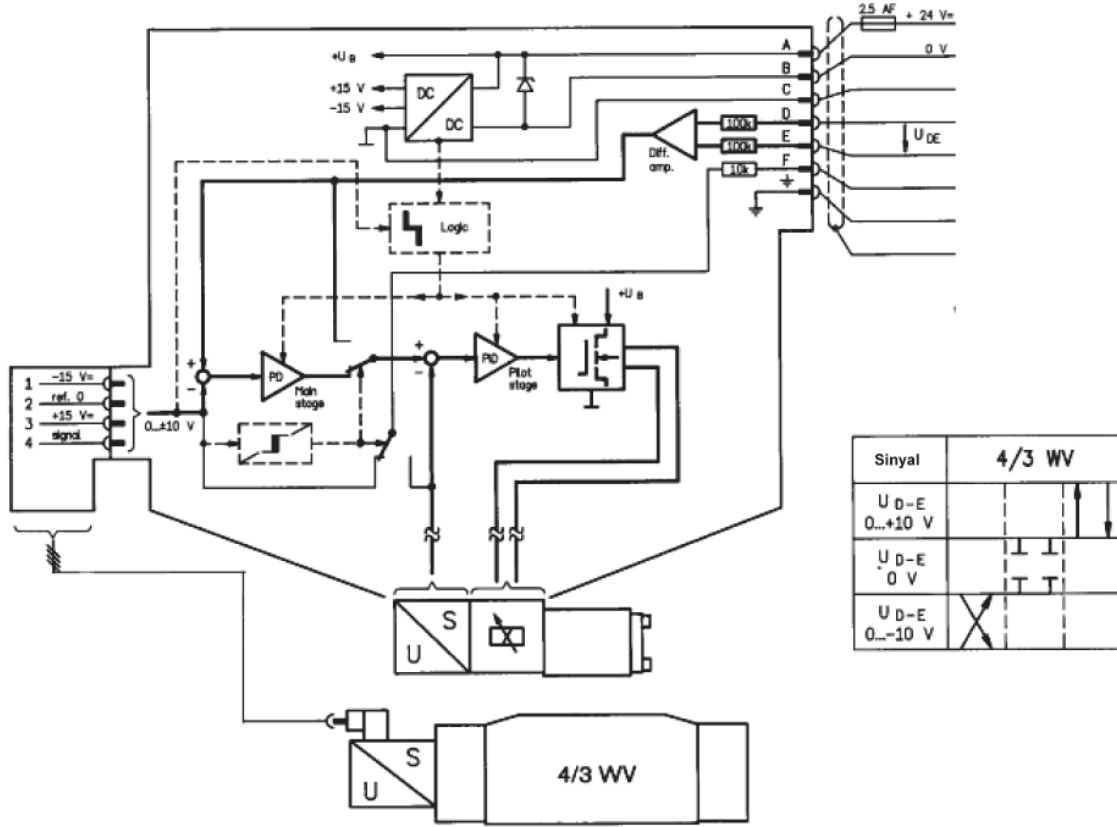 2.5 AF
+ 24 V=
0 V
+U B
+15 V
-15 V
DC
DC
A
B
C
D
E
F
100k
100k
10k
Diff.
amp.
U DE
Logic
+U B
+
-
PD
Main
stage
+
-
PID
Pilot
stage
1 -15 V=
2 ref. 0
3 +15 V=
4 signal
0...±10 V
S
U
S
U
4/3 WV
Sinyal 4/3 WV
U D-E
0...+10 V
U D-E
0 V
U D-E
0...-10 V